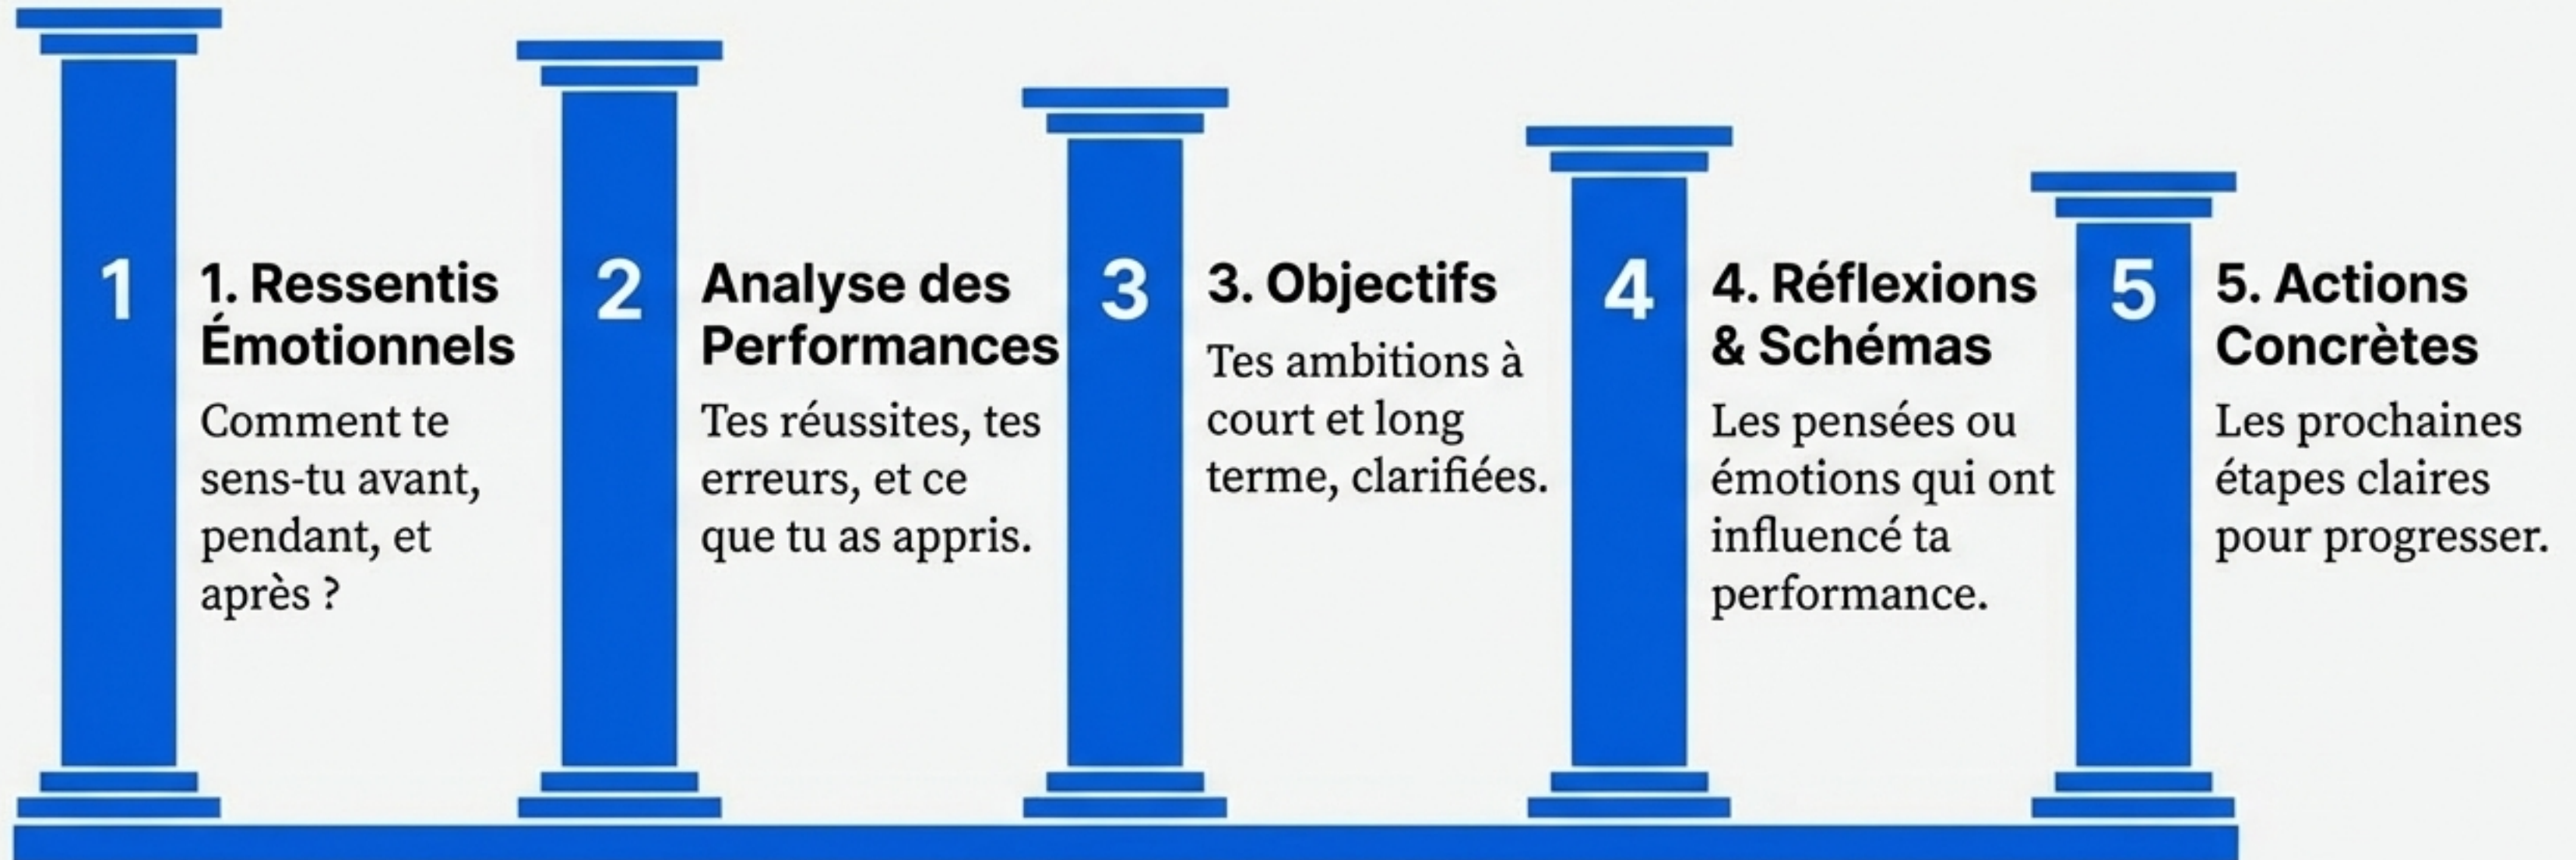 1
1. Ressentis
Émotionnels
Comment te
sens-tu avant,
pendant, et
après ?
2
Analyse des
Performances
Tes réussites, tes
erreurs, et ce
que tu as appris.
3
3. Objectifs
Tes ambitions à
court et long
terme, clarifiées.
4
4. Réflexions
& Schémas
Les pensées ou
émotions qui ont
influencé ta
performance.
5
5. Actions
Concrètes
Les prochaines
étapes claires
pour progresser.